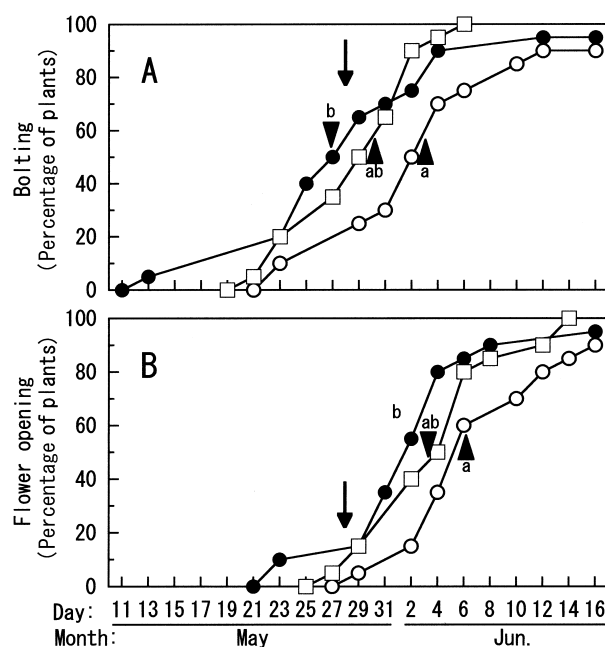 100
80
60
40
20
0
Bolting
(Percentage of plants)
A
b
ab
a
100
80
60
40
20
0
Flower opening
(Percentage of plants)
B
b
ab
a
Day: 11 13 15 17 19 21 23 25 27 29 31 2 4 6 8 10 12 14 16
Month: May Jun.